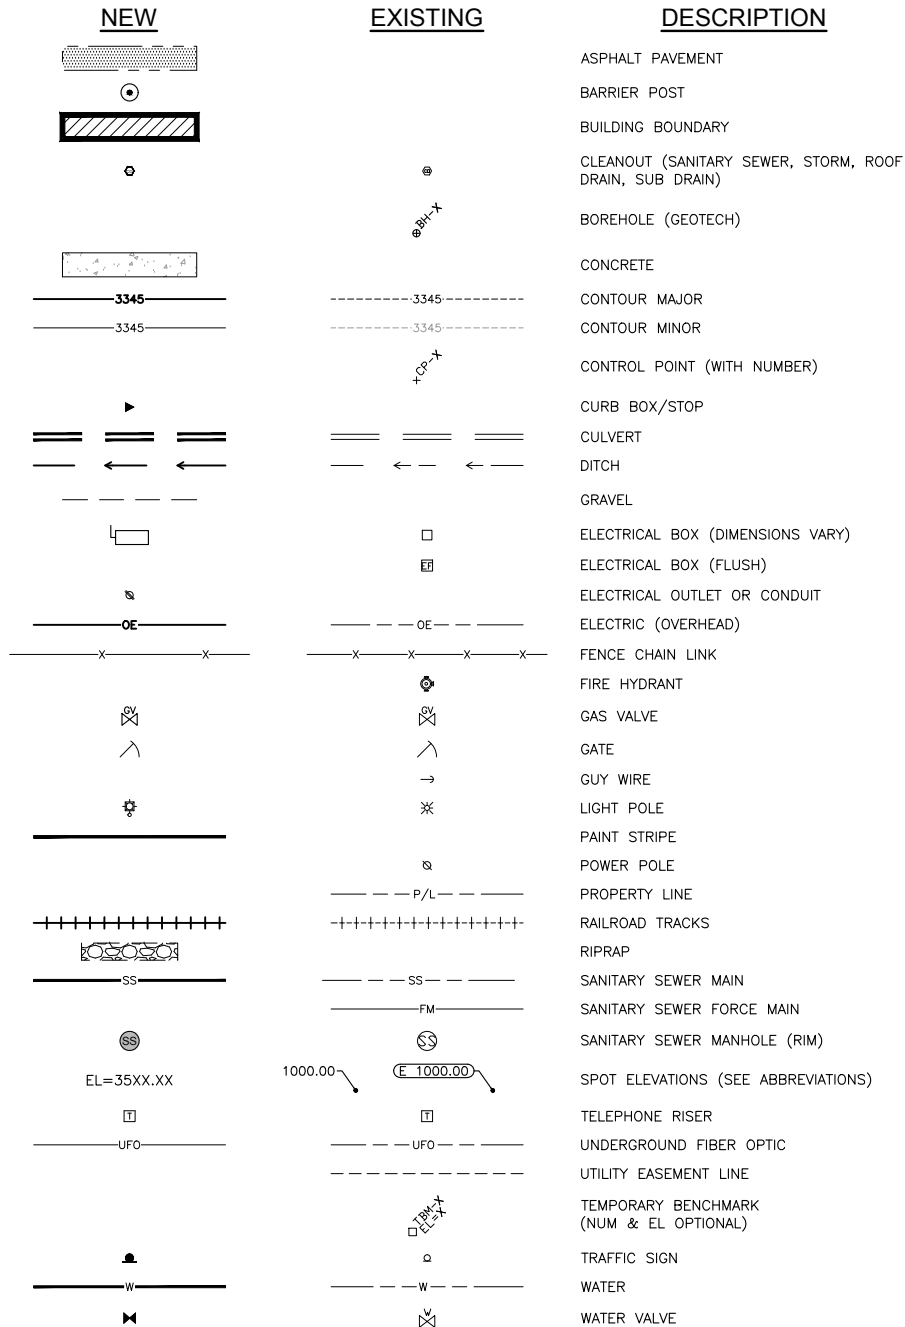 NEW EXISTING DESCRIPTION
ASPHALT PAVEMENT
BARRIER POST
BUILDING BOUNDARY
CLEANOUT (SANITARY SEWER, STORM, ROOF
DRAIN, SUB DRAIN)
BH-X BOREHOLE (GEOTECH)
CONCRETE
3345 3345 CONTOUR MAJOR
3345 3345 CONTOUR MINOR
CP-X CONTROL POINT (WITH NUMBER)
CURB BOX/STOP
CULVERT
DITCH
GRAVEL
ELECTRICAL BOX (DIMENSIONS VARY)
EF ELECTRICAL BOX (FLUSH)
ELECTRICAL OUTLET OR CONDUIT
OE OE ELECTRIC (OVERHEAD)
X X X X X X FENCE CHAIN LINK
FIRE HYDRANT
GV GV GAS VALVE
GATE
GUY WIRE
LIGHT POLE
PAINT STRIPE
POWER POLE
P/L PROPERTY LINE
RAILROAD TRACKS
RIPRAP
SS SS SANITARY SEWER MAIN
FM SANITARY SEWER FORCE MAIN
SS SS SANITARY SEWER MANHOLE (RIM)
EL=35XX.XX 1000.00 E 1000.00 SPOT ELEVATIONS (SEE ABBREVIATIONS)
T T TELEPHONE RISER
UFO UFO UNDERGROUND FIBER OPTIC
UTILITY EASEMENT LINE
TBM-X TEMPORARY BENCHMARK
EL=X (NUM & EL OPTIONAL)
TRAFFIC SIGN
W W WATER
W WATER VALVE